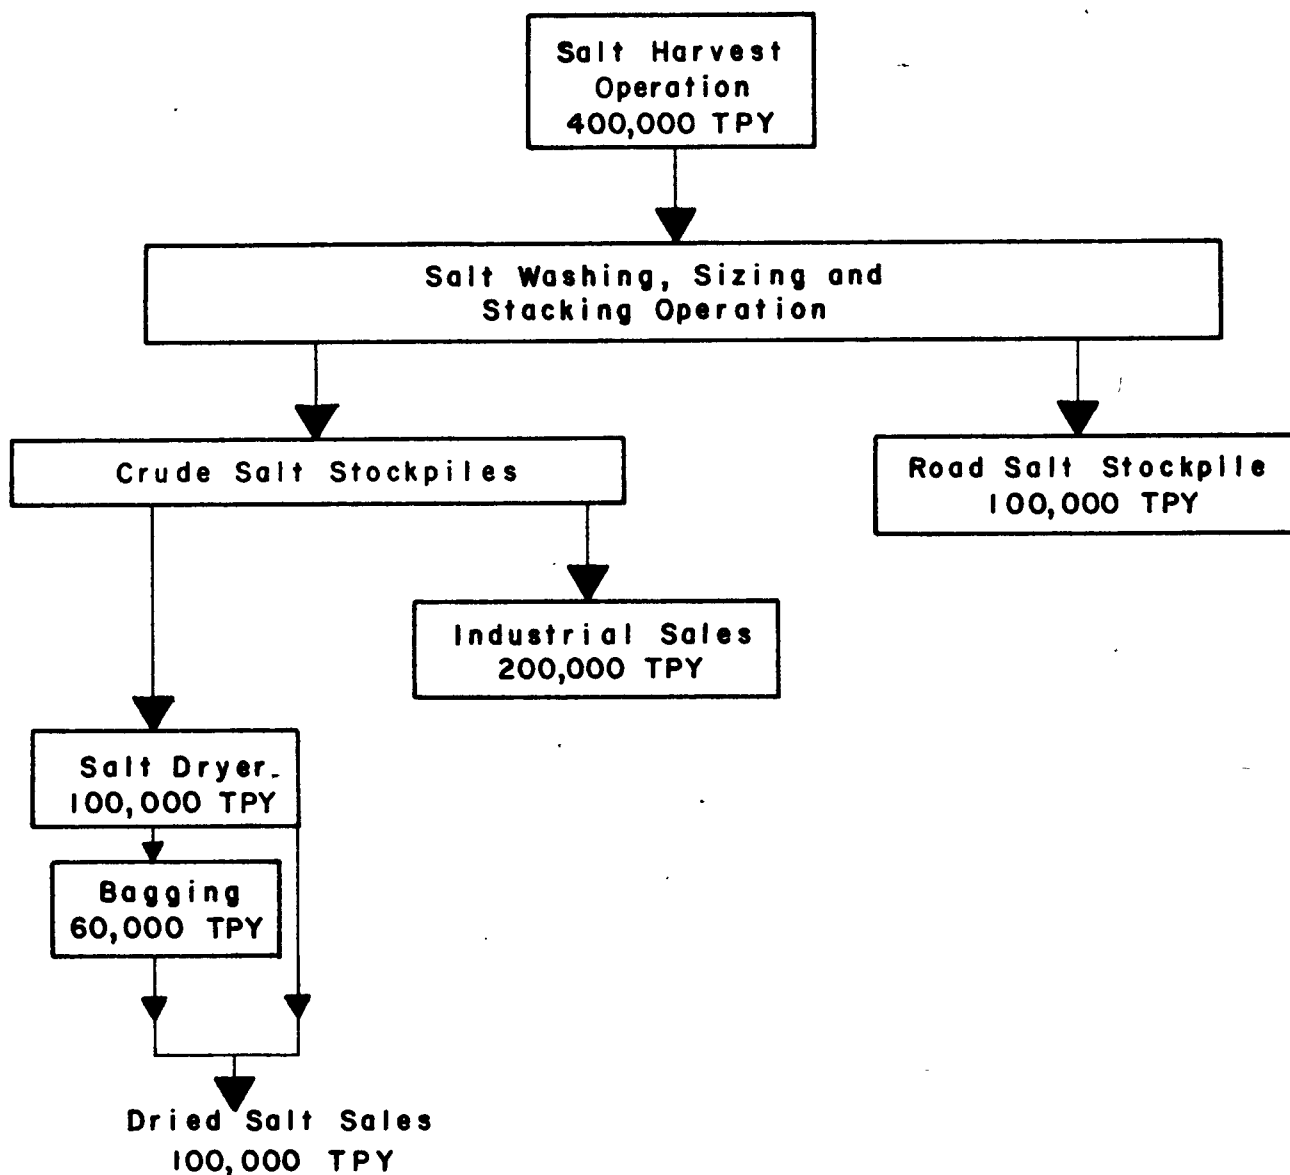 Salt Harvest
Operation
400,000 TPY
Salt Washing, Sizing and
Stacking Operation
Crude Salt Stockpiles
Road Salt Stockpile
100,000 TPY
Industrial Sales
200,000 TPY
Salt Dryer
100,000 TPY
Bagging
60,000 TPY
Dried Salt Sales
100,000 TPY